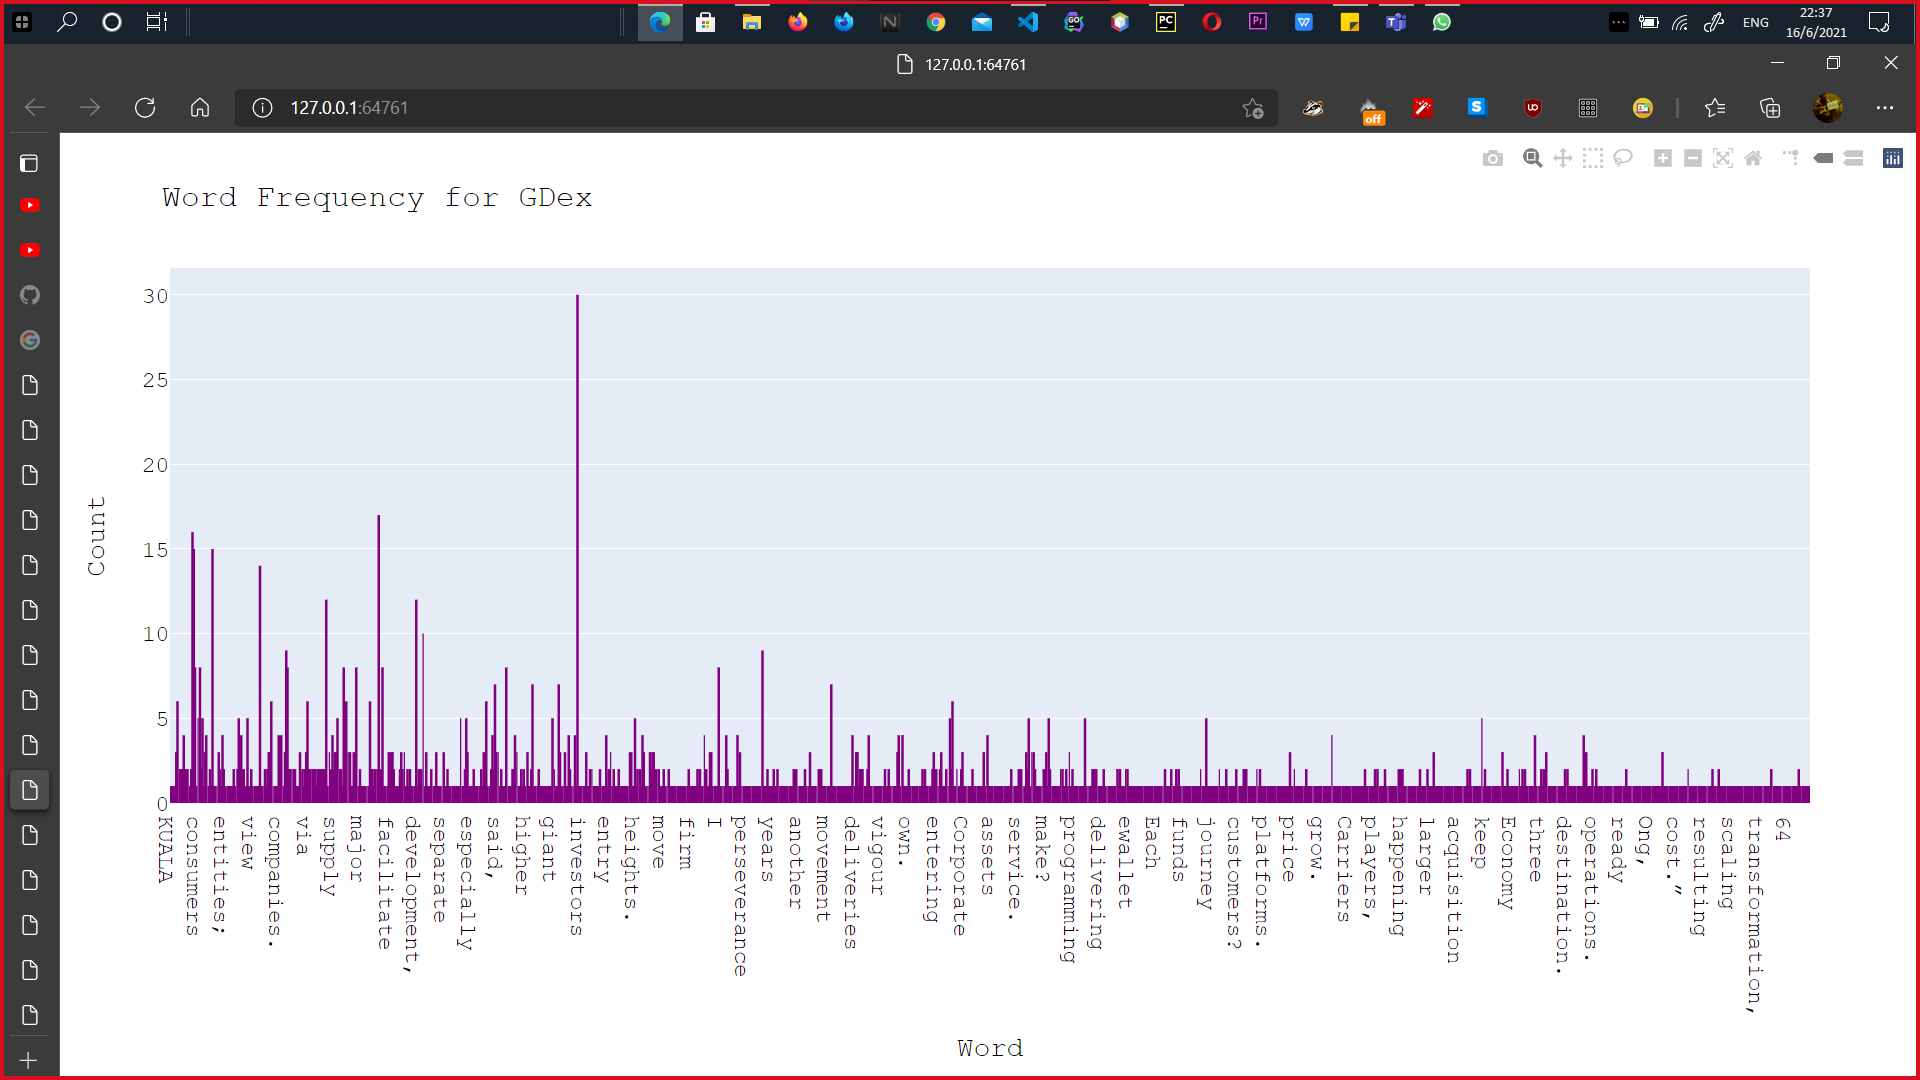 ENG
22:37
16/6/2021
127.0.0.1:64761
127.0.0.1:64761
off
Word Frequency for GDex
30
25
20
15
10
5
0
Count
KUALA
consumers
entities;
view
companies.
via
supply
major
facilitate
development,
separate
especially
said,
higher
giant
investors
entry
heights.
move
firm
I
perseverance
years
another
movement
deliveries
vigour
own.
entering
Corporate
assets
service.
make?
programming
delivering
ewallet
Each
funds
journey
customers?
platforms.
price
grow.
Carriers
players,
happening
larger
acquisition
keep
Economy
three
destination.
operations.
ready
Ong,
cost.”
resulting
scaling
transformation,
64
Word